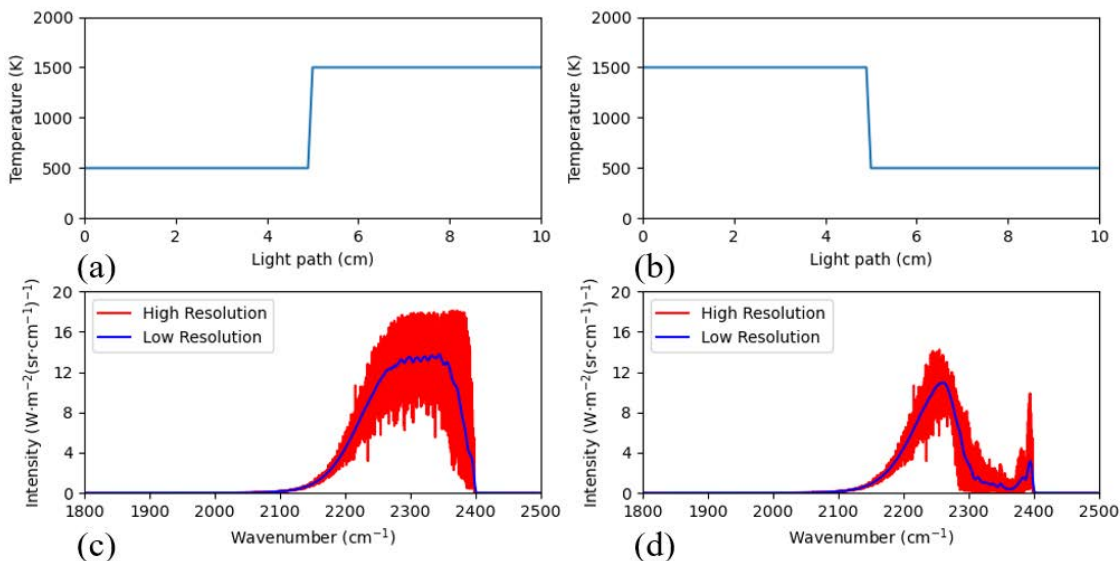 2000
1500
1000
500
0
Temperature (K)
0 2 4 6 8 10
Light path (cm)
(a)
2000
1500
1000
500
0
Temperature (K)
0 2 4 6 8 10
Light path (cm)
(b)
20
16
12
8
4
0
Intensity (W·m⁻²(sr·cm⁻¹)⁻¹)
High Resolution
Low Resolution
1800 1900 2000 2100 2200 2300 2400 2500
Wavenumber (cm⁻¹)
(c)
20
16
12
8
4
0
Intensity (W·m⁻²(sr·cm⁻¹)⁻¹)
High Resolution
Low Resolution
1800 1900 2000 2100 2200 2300 2400 2500
Wavenumber (cm⁻¹)
(d)